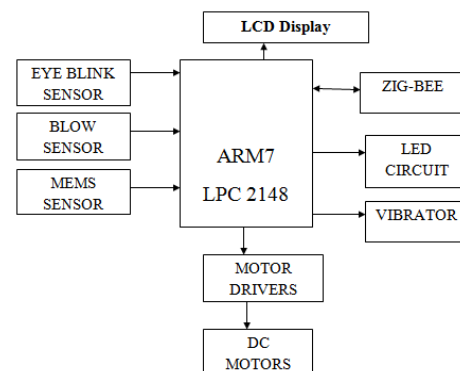 LCD Display
EYE BLINK
SENSOR
BLOW
SENSOR
MEMS
SENSOR
ARM7
LPC 2148
ZIG-BEE
LED
CIRCUIT
VIBRATOR
MOTOR
DRIVERS
DC
MOTORS